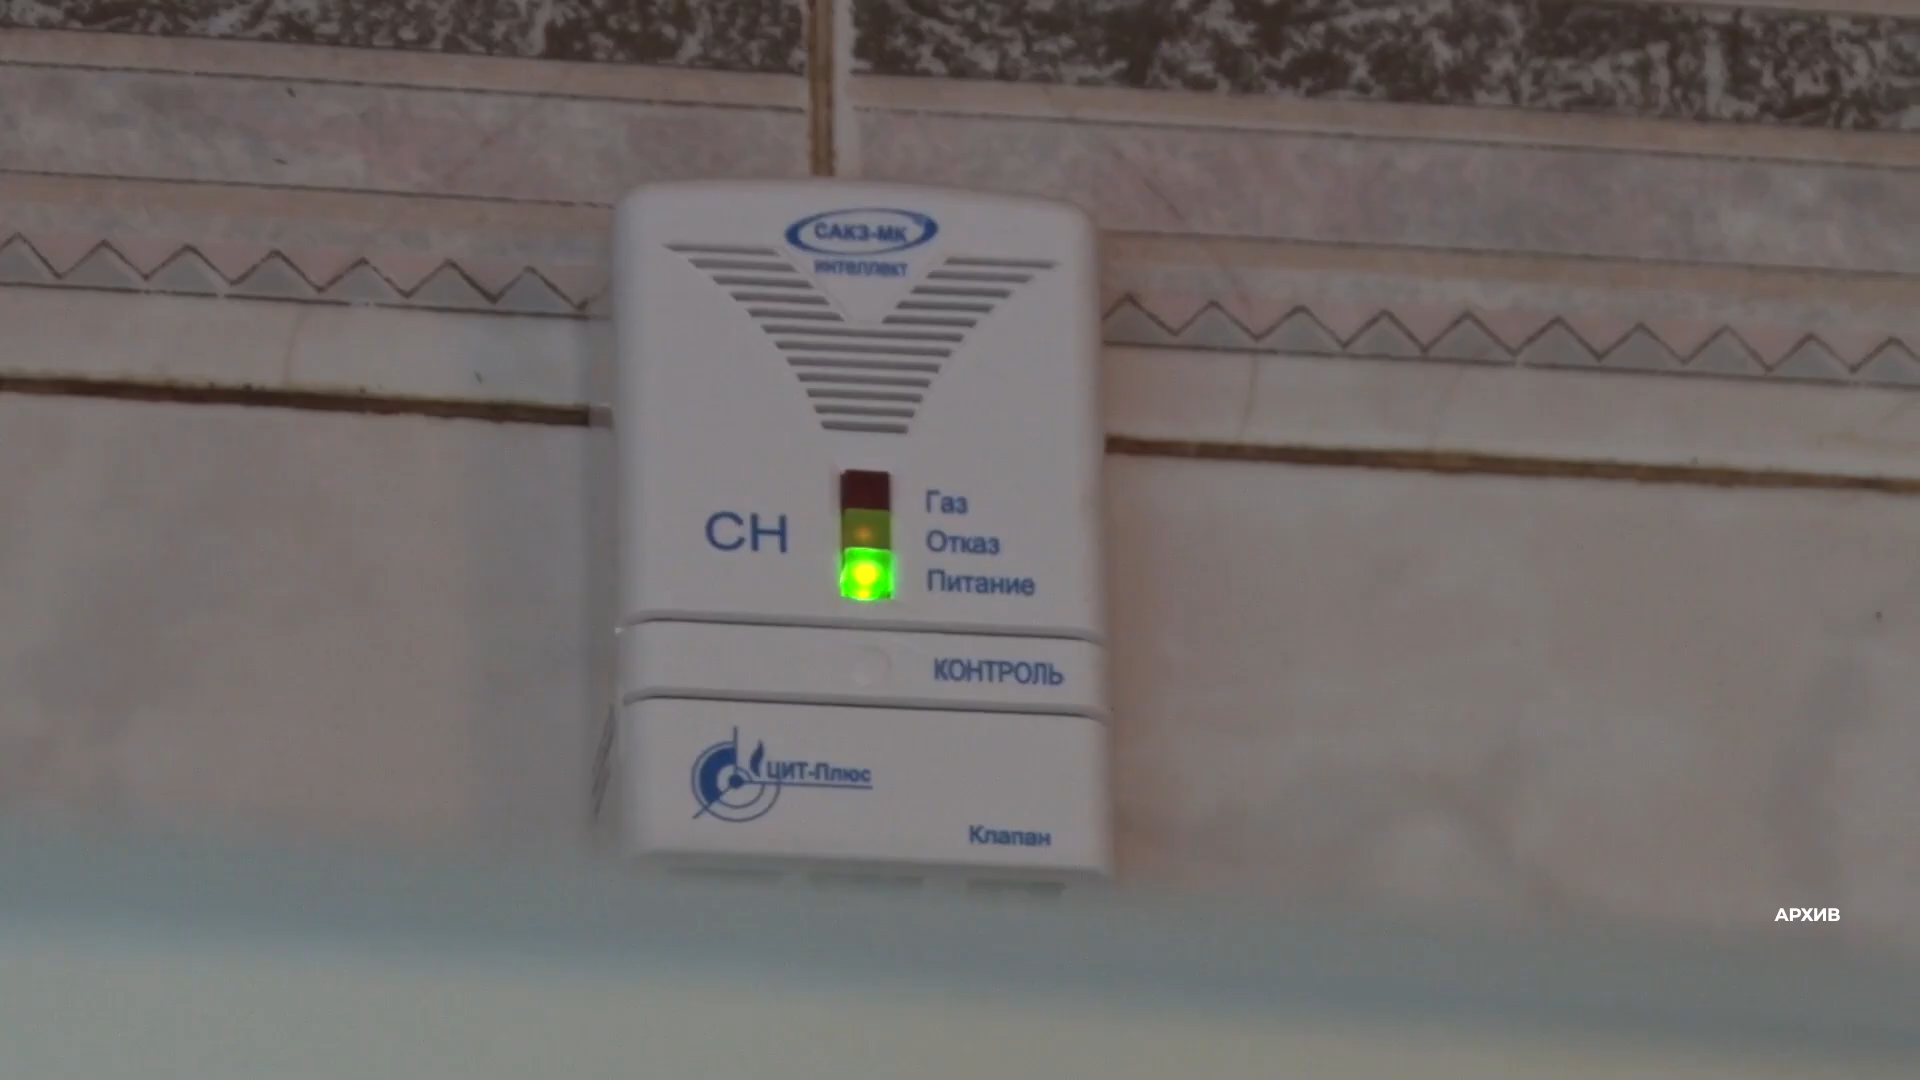 САКЗ-МК
интеллект
Газ
СН
Отказ
Питание
КОНТРОЛЬ
ЦИТ-Плюс
Клапан
АРХИВ